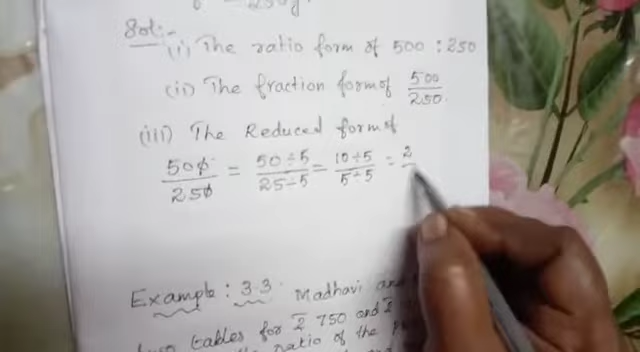 250g.
Sol:-
(i) The ratio form of 500 : 250
(ii) The fraction form of 500/250.
(iii) The Reduced form of
500/250 = 50÷5/25÷5 = 10÷5/5÷5 = 2/
Example : 3.3. Madhavi and
tables for ₹ 750 and ₹
ratio of the